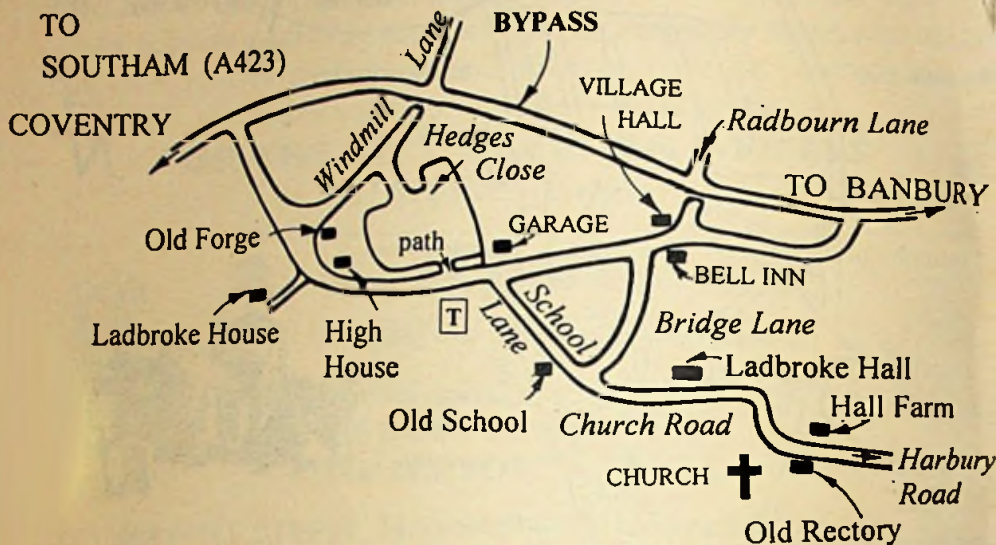 TO
SOUTHAM (A423)
COVENTRY
Lane
BYPASS
VILLAGE
HALL
Radbourn Lane
Windmill
Hedges
Close
TO BANBURY
Old Forge
path
GARAGE
BELL INN
Ladbroke House
High
House
T
School
Lane
Bridge Lane
Ladbroke Hall
Old School
Church Road
Hall Farm
CHURCH
Harbury
Road
Old Rectory